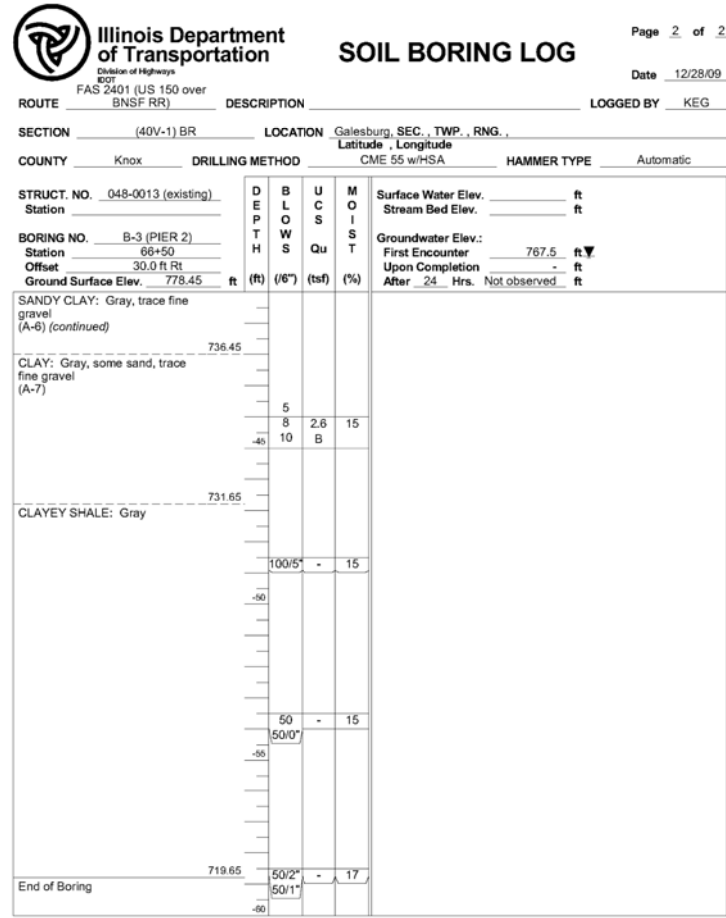 Illinois Department
of Transportation
Division of Highways
IDOT
SOIL BORING LOG
Page 2 of 2
Date 12/28/09
ROUTE FAS 2401 (US 150 over
BNSF RR) DESCRIPTION LOGGED BY KEG
SECTION (40V-1) BR LOCATION Galesburg, SEC. , TWP. , RNG. ,
Latitude , Longitude
COUNTY Knox DRILLING METHOD CME 55 w/HSA HAMMER TYPE Automatic
STRUCT. NO. 048-0013 (existing)
Station
BORING NO. B-3 (PIER 2)
Station 66+50
Offset 30.0 ft Rt
Ground Surface Elev. 778.45 ft
DEPTH (ft)
BLOWS (/6")
UCS Qu (tsf)
MOIST (%)
Surface Water Elev. ft
Stream Bed Elev. ft
Groundwater Elev.:
First Encounter 767.5 ft ▼
Upon Completion - ft
After 24 Hrs. Not observed ft
SANDY CLAY: Gray, trace fine
gravel
(A-6) (continued)
736.45
CLAY: Gray, some sand, trace
fine gravel
(A-7)
5
8 2.6 15
-45 10 B
731.65
CLAYEY SHALE: Gray
100/5" - 15
-50
50 - 15
50/0"
-55
719.65
50/2" - 17
End of Boring
50/1"
-60